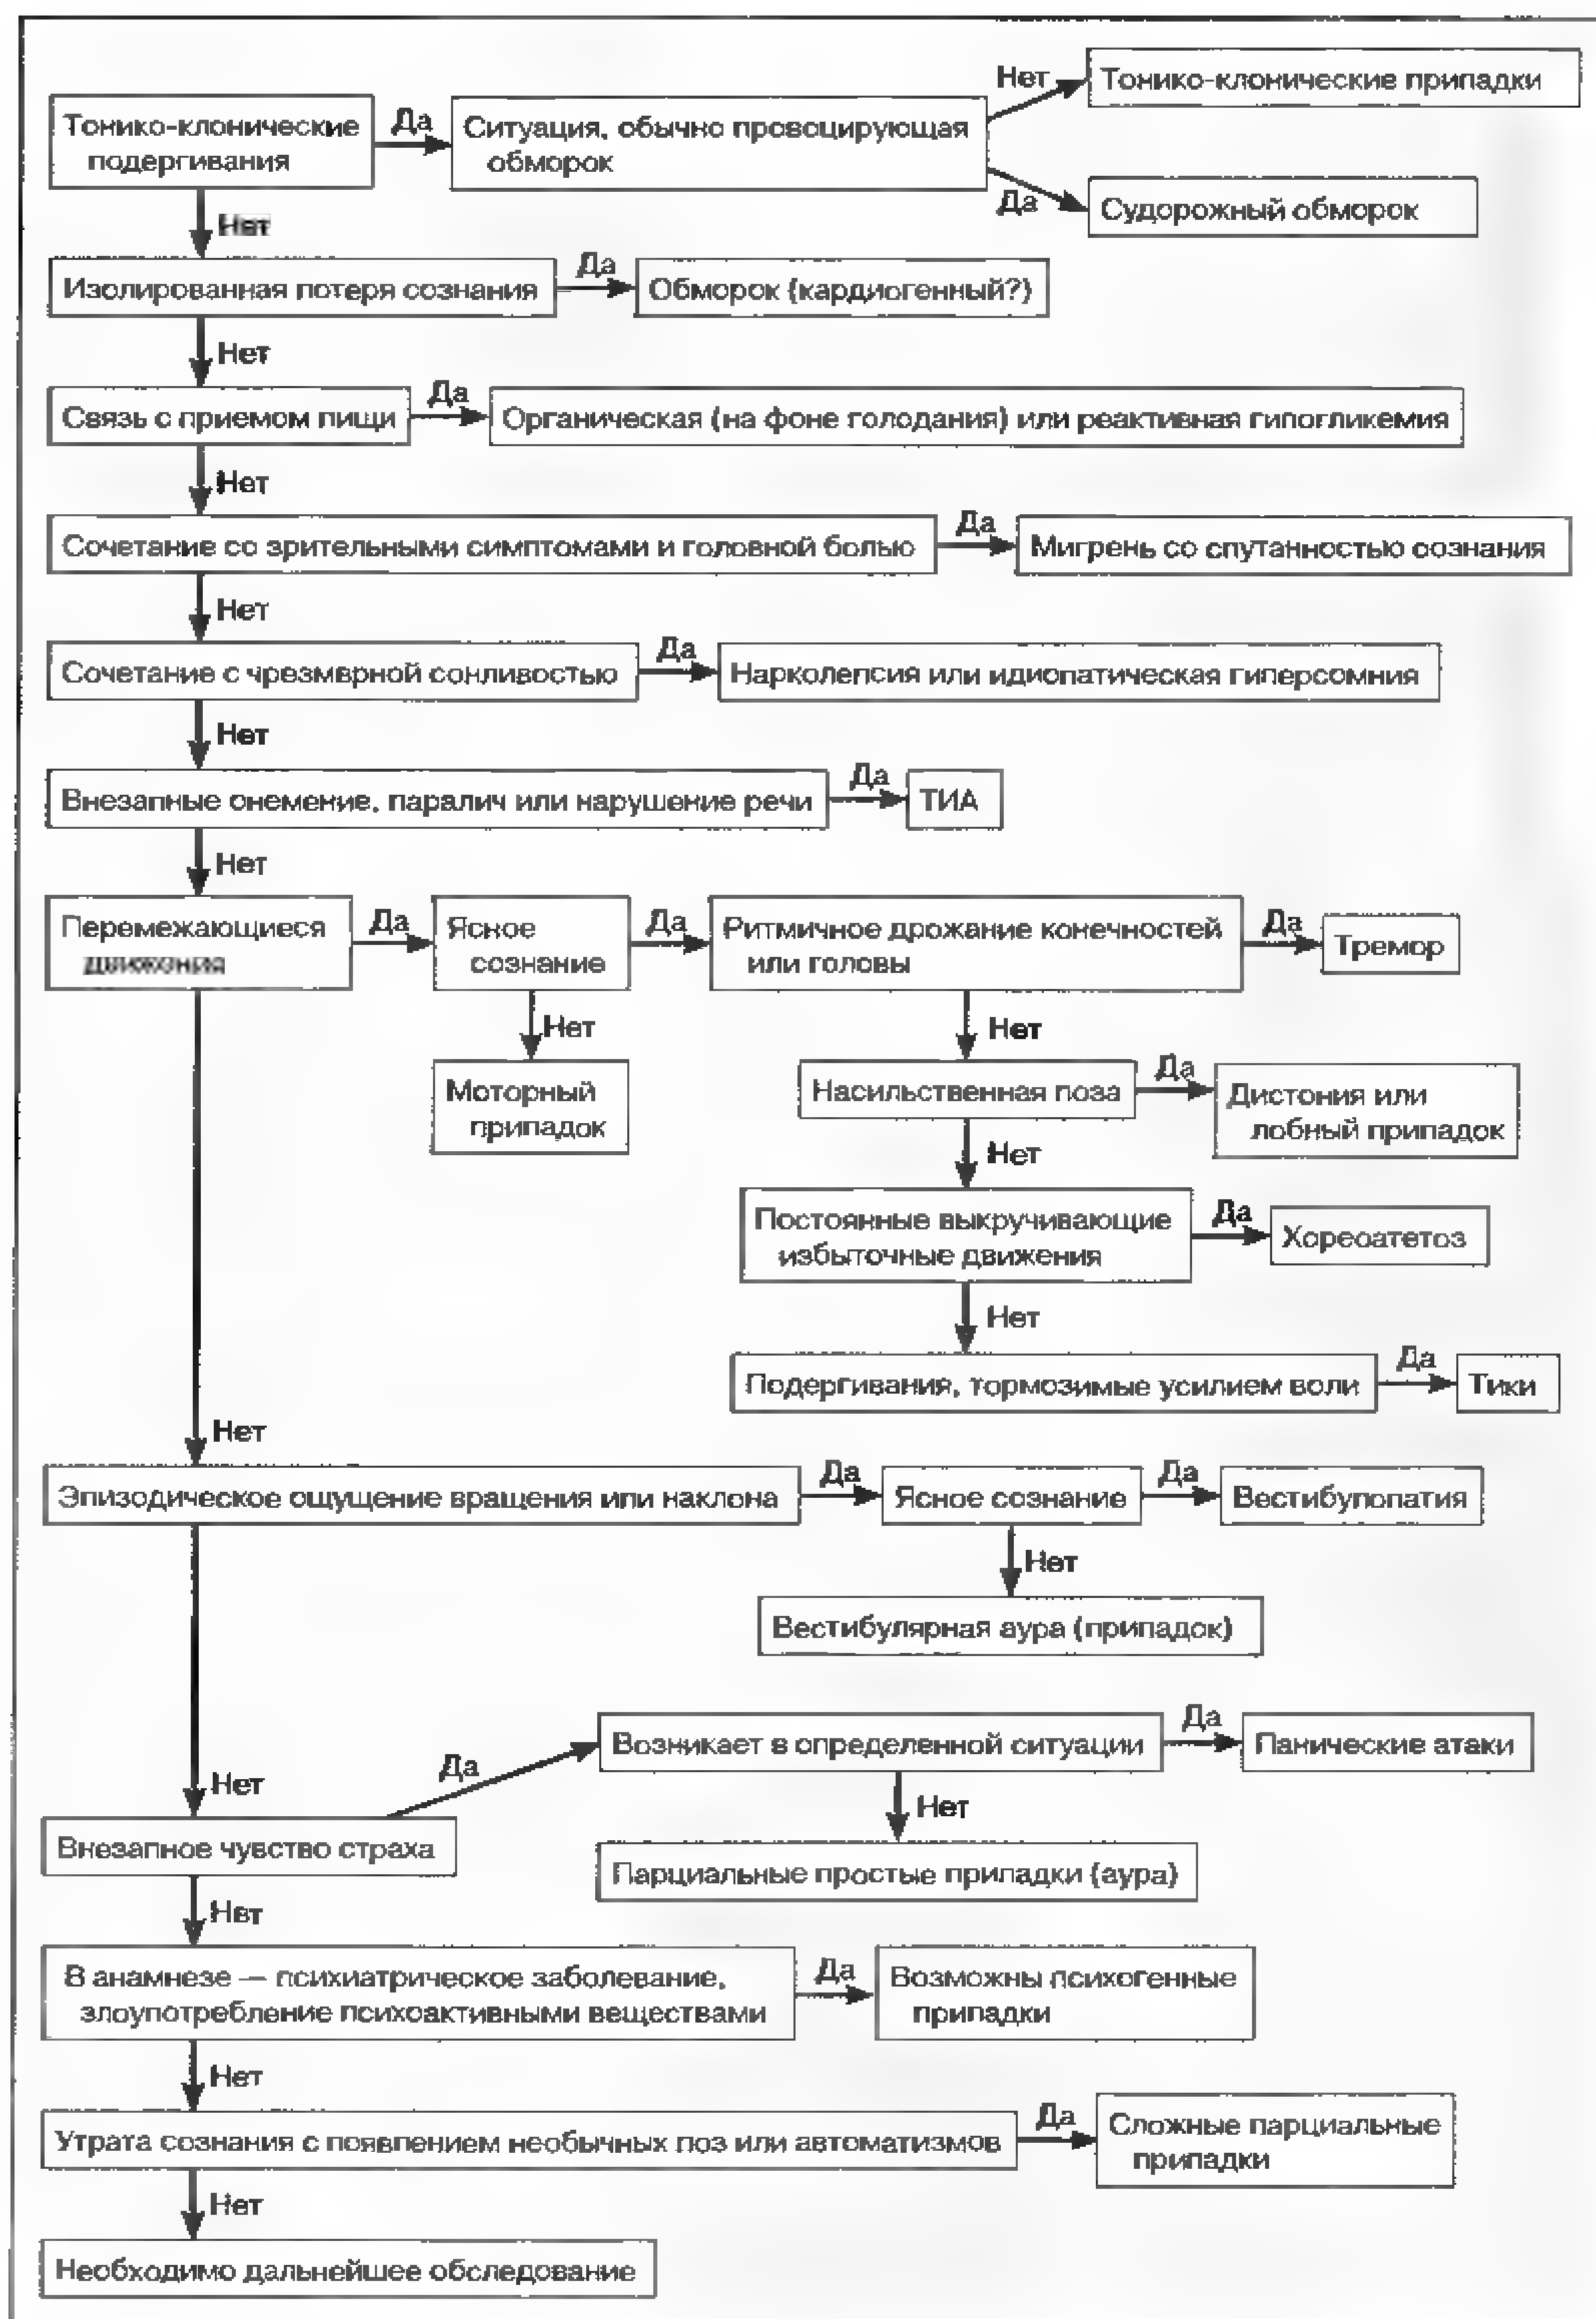 Нет
Тонико-клонические припадки
Тонико-клонические
подергивания
Да
Ситуация, обычно провоцирующая
обморок
Да
Судорожный обморок
Нет
Изолированная потеря сознания
Да
Обморок (кардиогенный?)
Нет
Связь с приемом пищи
Да
Органическая (на фоне голодания) или реактивная гипогликемия
Нет
Сочетание со зрительными симптомами и головной болью
Да
Мигрень со спутанностью сознания
Нет
Сочетание с чрезмерной сонливостью
Да
Нарколепсия или идиопатическая гиперсомния
Нет
Внезапные онемение, паралич или нарушение речи
Да
ТИА
Нет
Перемежающиеся
движения
Да
Ясное
сознание
Да
Ритмичное дрожание конечностей
или головы
Да
Тремор
Нет
Моторный
припадок
Нет
Насильственная поза
Да
Дистония или
лобный припадок
Нет
Постоянные выкручивающие
избыточные движения
Да
Хореоатетоз
Нет
Подергивания, тормозимые усилием воли
Да
Тики
Нет
Эпизодическое ощущение вращения или наклона
Да
Ясное сознание
Да
Вестибулопатия
Нет
Вестибулярная аура (припадок)
Нет
Внезапное чувство страха
Да
Возникает в определенной ситуации
Да
Панические атаки
Нет
Парциальные простые припадки (аура)
Нет
В анамнезе — психиатрическое заболевание,
злоупотребление психоактивными веществами
Да
Возможны психогенные
припадки
Нет
Утрата сознания с появлением необычных поз или автоматизмов
Да
Сложные парциальные
припадки
Нет
Необходимо дальнейшее обследование